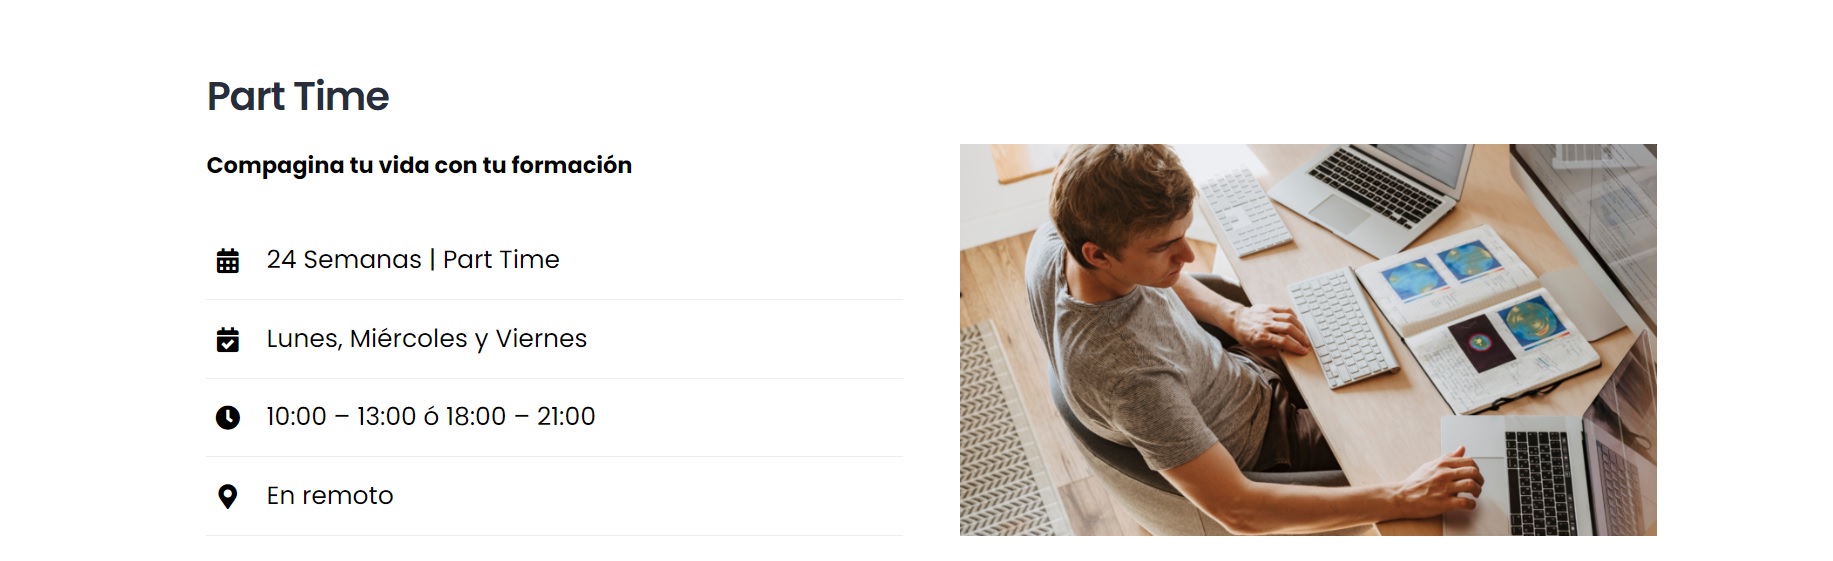 Part Time
Compagina tu vida con tu formación
24 Semanas | Part Time
Lunes, Miércoles y Viernes
10:00 – 13:00 ó 18:00 – 21:00
En remoto